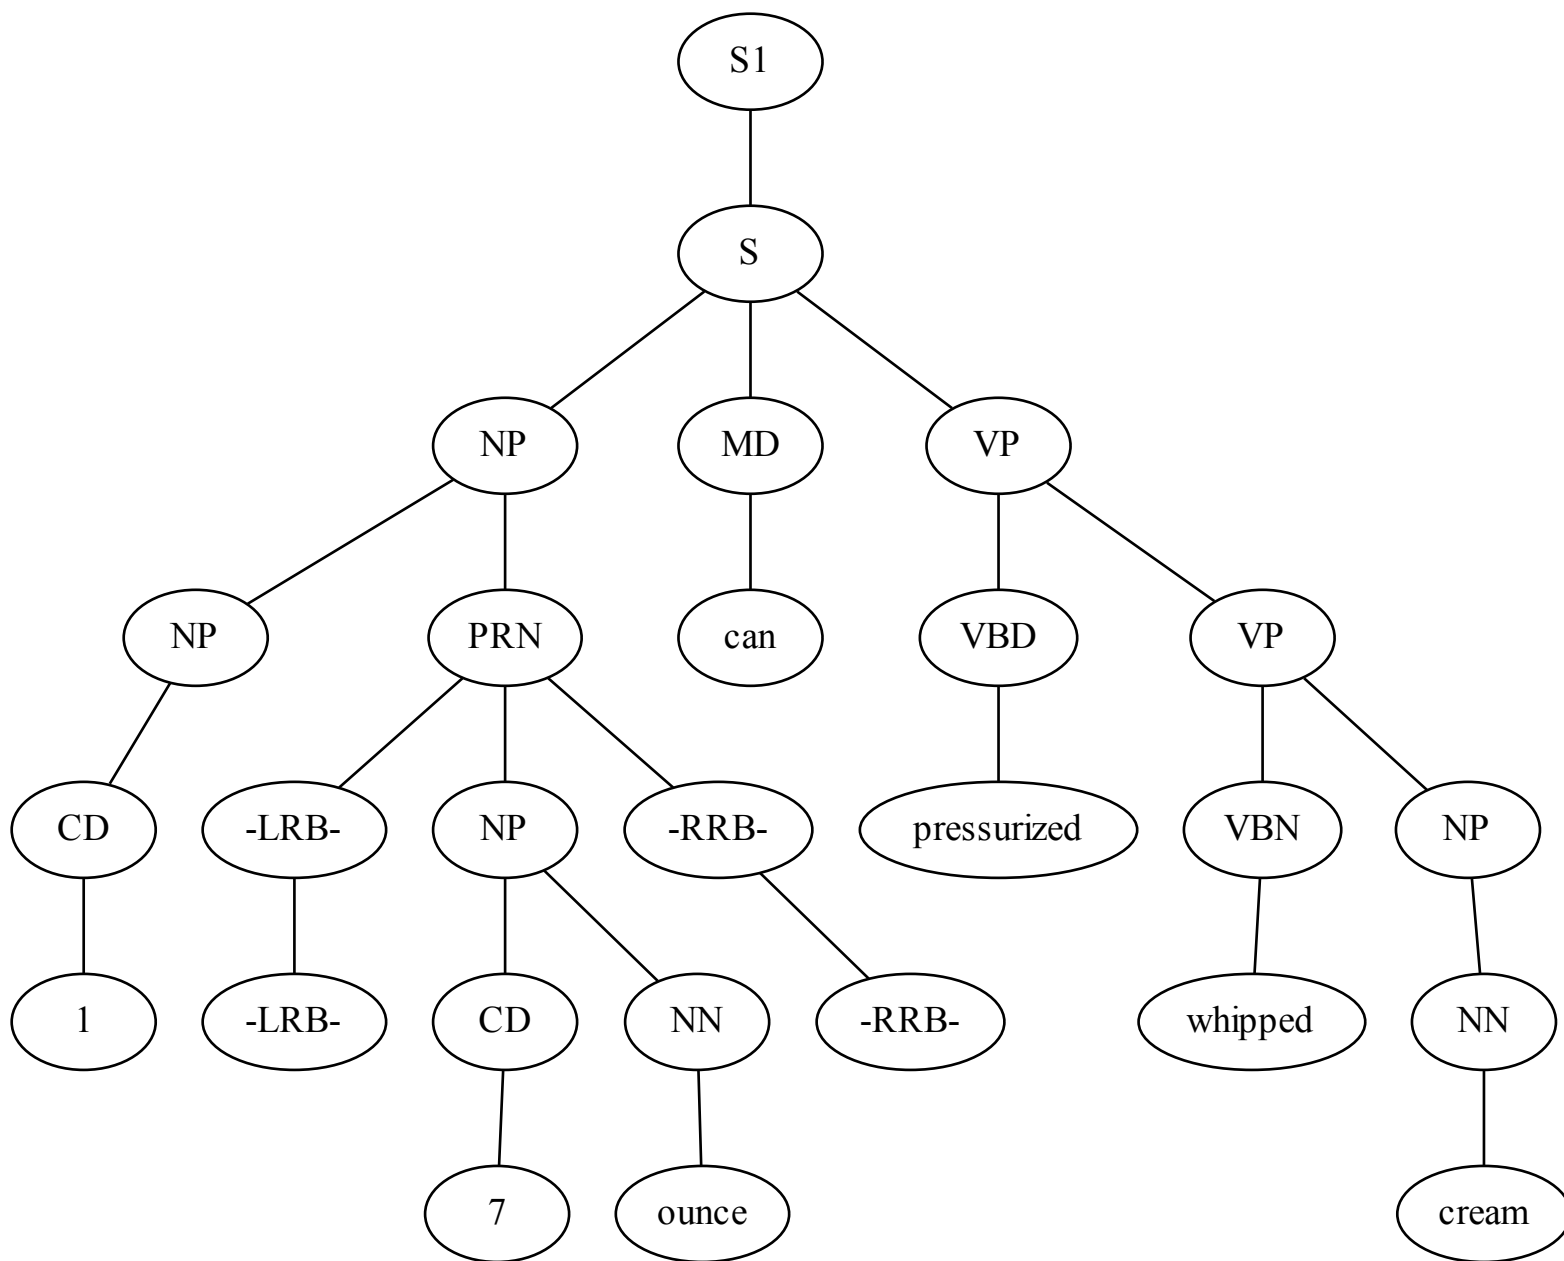 S1
S
NP MD VP
NP PRN can VBD VP
CD -LRB- NP -RRB- pressurized VBN NP
1 -LRB- CD NN -RRB- whipped NN
7 ounce cream